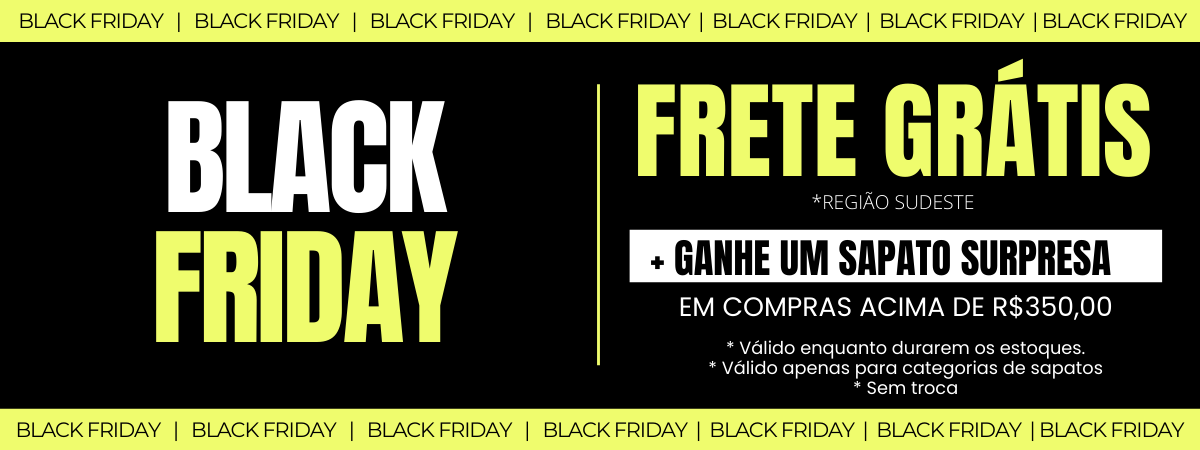 BLACK FRIDAY | BLACK FRIDAY | BLACK FRIDAY | BLACK FRIDAY | BLACK FRIDAY | BLACK FRIDAY | BLACK FRIDAY
BLACK
FRIDAY
FRETE GRÁTIS
*REGIÃO SUDESTE
+ GANHE UM SAPATO SURPRESA
EM COMPRAS ACIMA DE R$350,00
* Válido enquanto durarem os estoques.
* Válido apenas para categorias de sapatos
* Sem troca
BLACK FRIDAY | BLACK FRIDAY | BLACK FRIDAY | BLACK FRIDAY | BLACK FRIDAY | BLACK FRIDAY | BLACK FRIDAY